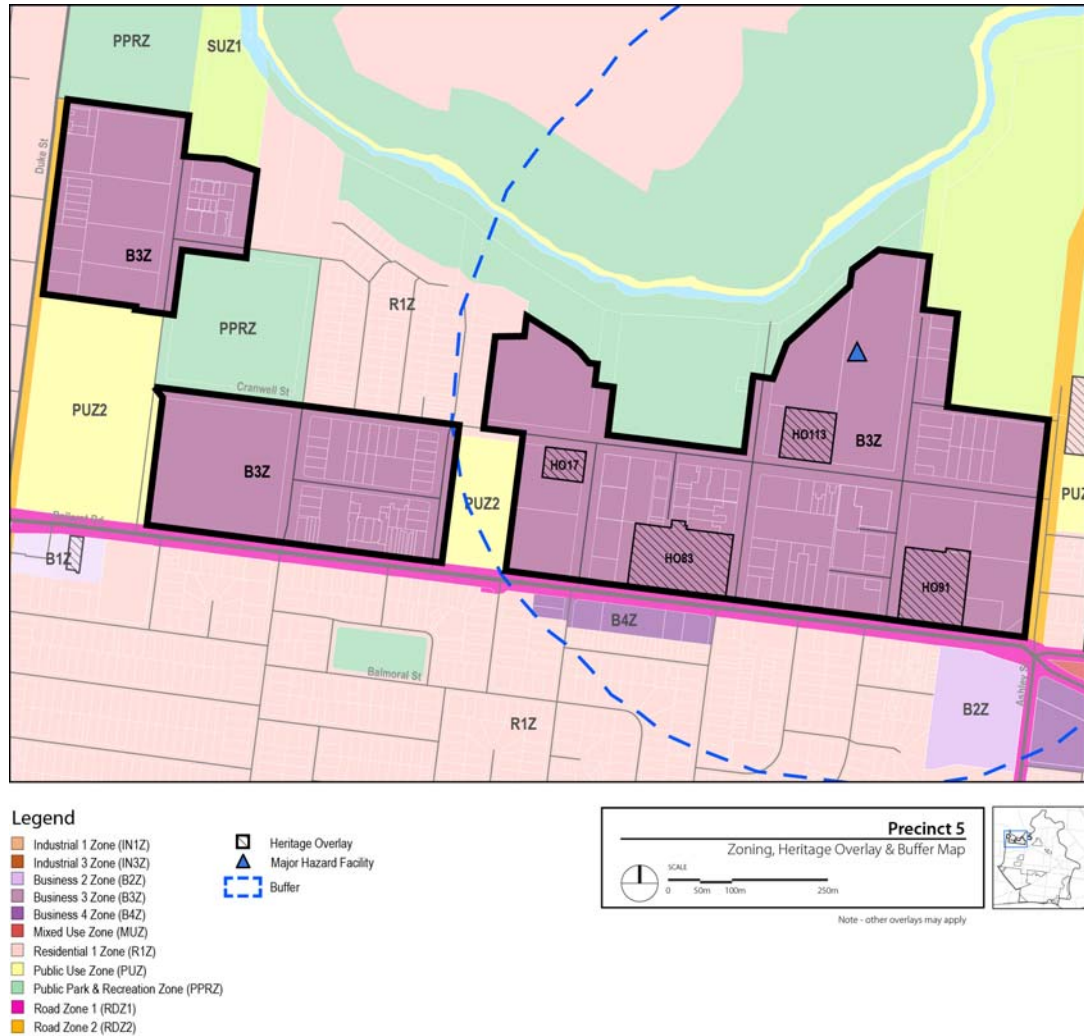 PPRZ
SUZ1
Duke St
B3Z
R1Z
PPRZ
Cranwell St
PUZ2
B3Z
PUZ2
HO17
HO113
B3Z
HO83
HO91
PUZ
B1Z
B4Z
Balmoral St
R1Z
B2Z
Legend
Industrial 1 Zone (IN1Z)
Industrial 3 Zone (IN3Z)
Business 2 Zone (B2Z)
Business 3 Zone (B3Z)
Business 4 Zone (B4Z)
Mixed Use Zone (MUZ)
Residential 1 Zone (R1Z)
Public Use Zone (PUZ)
Public Park & Recreation Zone (PPRZ)
Road Zone 1 (RDZ1)
Road Zone 2 (RDZ2)
Heritage Overlay
Major Hazard Facility
Buffer
Precinct 5
Zoning, Heritage Overlay & Buffer Map
SCALE
0 50m 100m 250m
Note - other overlays may apply